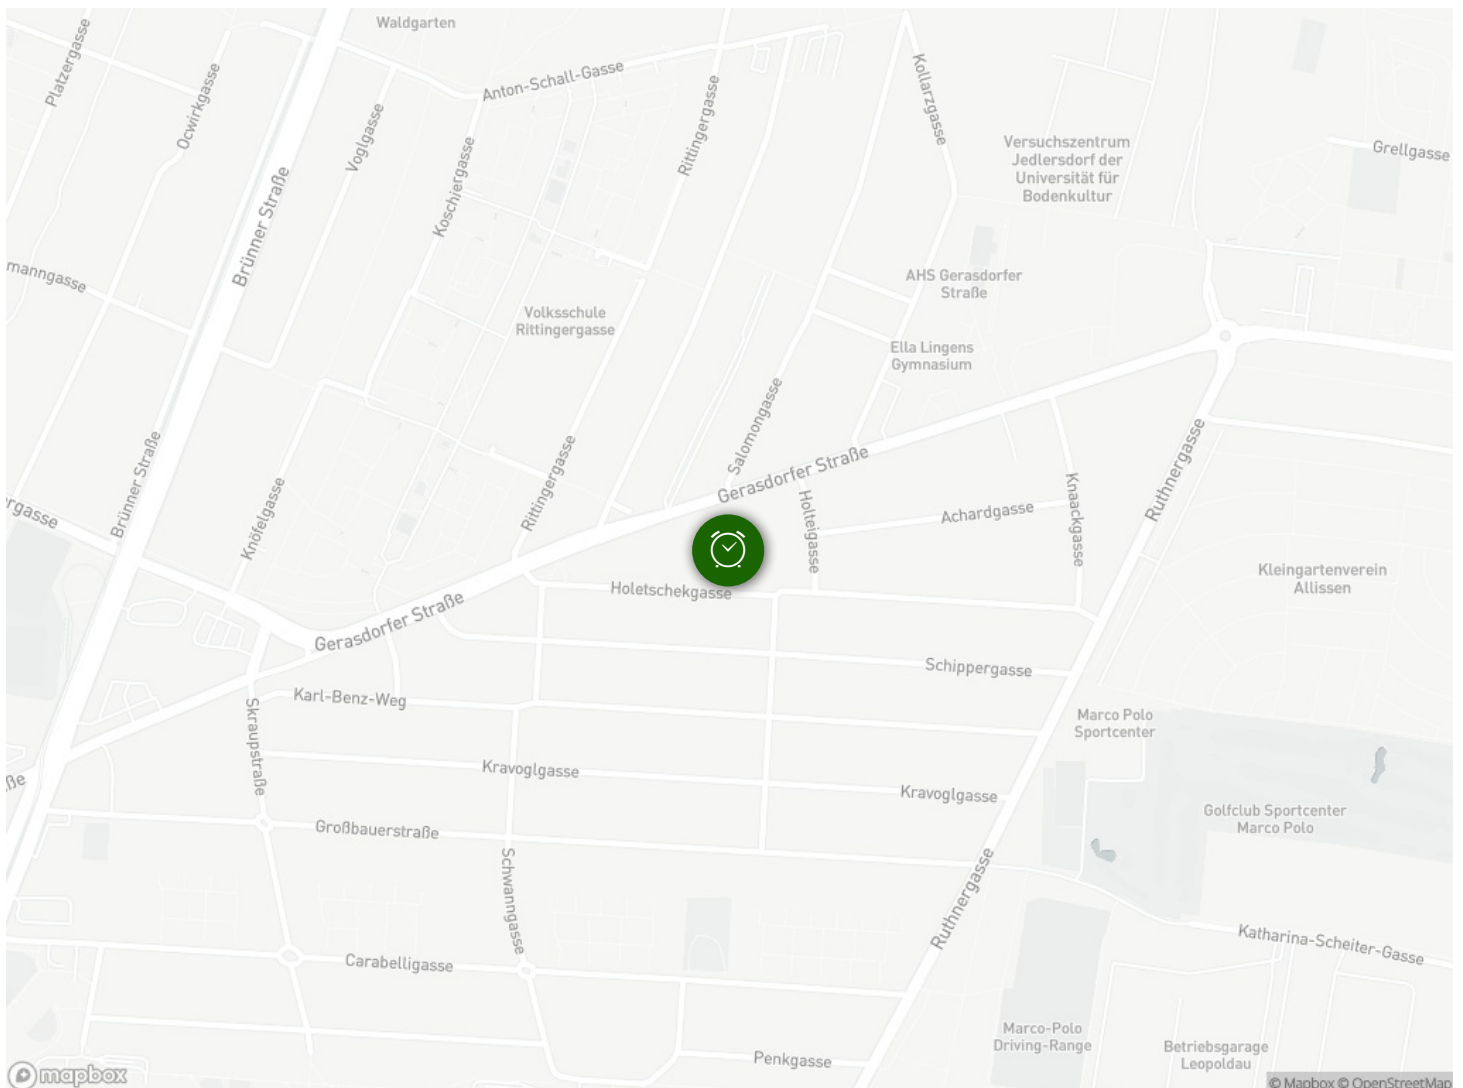 Waldgarten
Platzergasse
Ocwirkgasse
Voglgasse
Anton-Schall-Gasse
Rittingergasse
Kollarzgasse
Koschiergasse
Brünner Straße
Versuchszentrum
Jedlersdorf der
Universität für
Bodenkultur
Grellgasse
manngasse
AHS Gerasdorfer
Straße
Volksschule
Rittingergasse
Ella Lingens
Gymnasium
Salomongasse
Gerasdorfer Straße
Rittingergasse
Brünner Straße
ergasse
Knöfelgasse
Holteigasse
Achardgasse
Knaackgasse
Ruthnergasse
Kleingartenverein
Allissen
Holetschekgasse
Gerasdorfer Straße
Schippergasse
Karl-Benz-Weg
Skraupstraße
Marco Polo
Sportcenter
Kravoglgasse
Kravoglgasse
ße
Großbauerstraße
Golfclub Sportcenter
Marco Polo
Schwanngasse
Ruthnergasse
Katharina-Scheiter-Gasse
Carabelligasse
Marco-Polo
Driving-Range
Betriebsgarage
Leopoldau
Penkgasse
mapbox
© Mapbox © OpenStreetMap